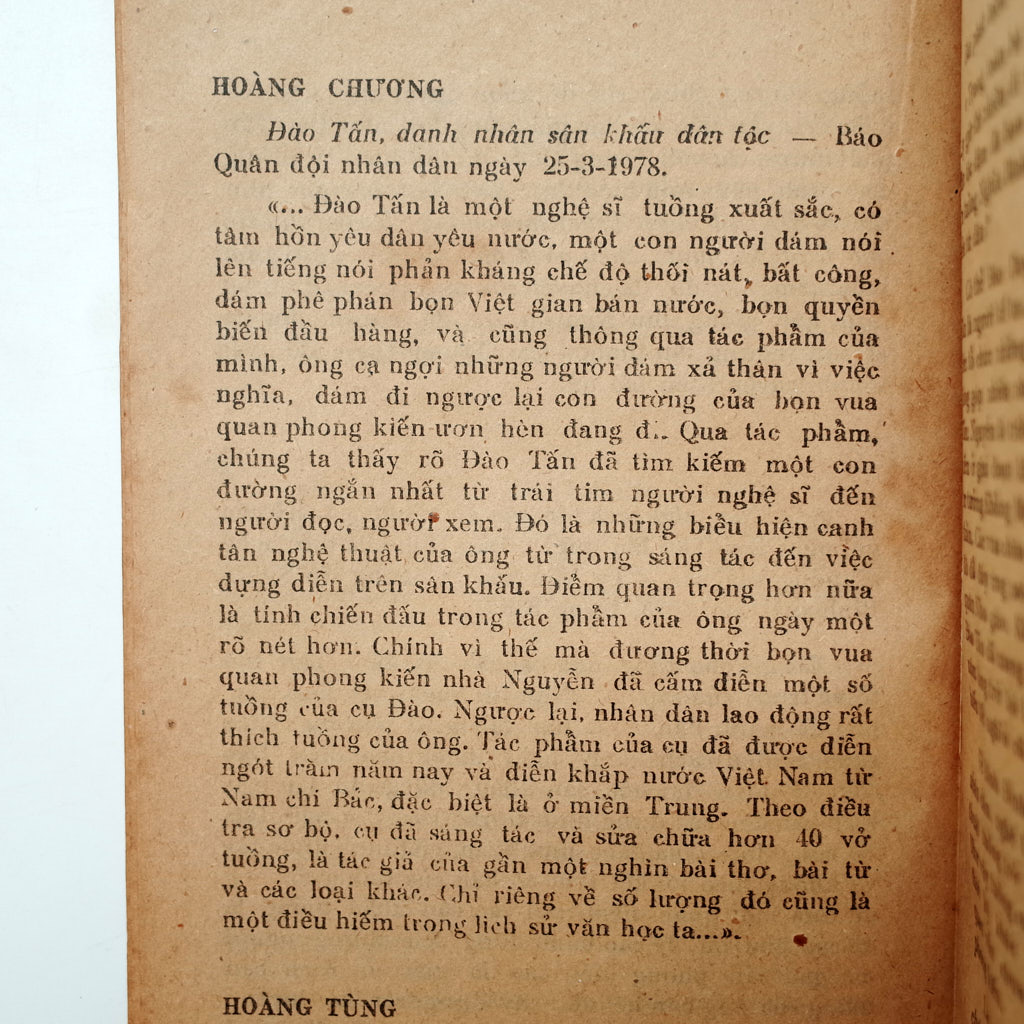 HOÀNG CHƯƠNG
Đào Tấn, danh nhân sân khấu dân tộc — Báo
Quân đội nhân dân ngày 25-3-1978.
«... Đào Tấn là một nghệ sĩ tuồng xuất sắc, có
tâm hồn yêu dân yêu nước, một con người dám nói
lên tiếng nói phản kháng chế độ thối nát, bất công,
dám phê phán bọn Việt gian bán nước, bọn quyền
biến đầu hàng, và cũng thông qua tác phẩm của
mình, ông ca ngợi những người dám xả thân vì việc
nghĩa, dám đi ngược lại con đường của bọn vua
quan phong kiến ươn hèn đang đi. Qua tác phẩm,
chúng ta thấy rõ Đào Tấn đã tìm kiếm một con
đường ngắn nhất từ trái tim người nghệ sĩ đến
người đọc, người xem. Đó là những biểu hiện canh
tân nghệ thuật của ông từ trong sáng tác đến việc
dựng diễn trên sân khấu. Điểm quan trọng hơn nữa
là tính chiến đấu trong tác phẩm của ông ngày một
rõ nét hơn. Chính vì thế mà đương thời bọn vua
quan phong kiến nhà Nguyễn đã cấm diễn một số
tuồng của cụ Đào. Ngược lại, nhân dân lao động rất
thích tuồng của ông. Tác phẩm của cụ đã được diễn
ngót trăm năm nay và diễn khắp nước Việt Nam từ
Nam chí Bắc, đặc biệt là ở miền Trung. Theo điều
tra sơ bộ, cụ đã sáng tác và sửa chữa hơn 40 vở
tuồng, là tác giả của gần một nghìn bài thơ, bài từ
và các loại khác. Chỉ riêng về số lượng đó cũng là
một điều hiếm trong lịch sử văn học ta...».
HOÀNG TÙNG